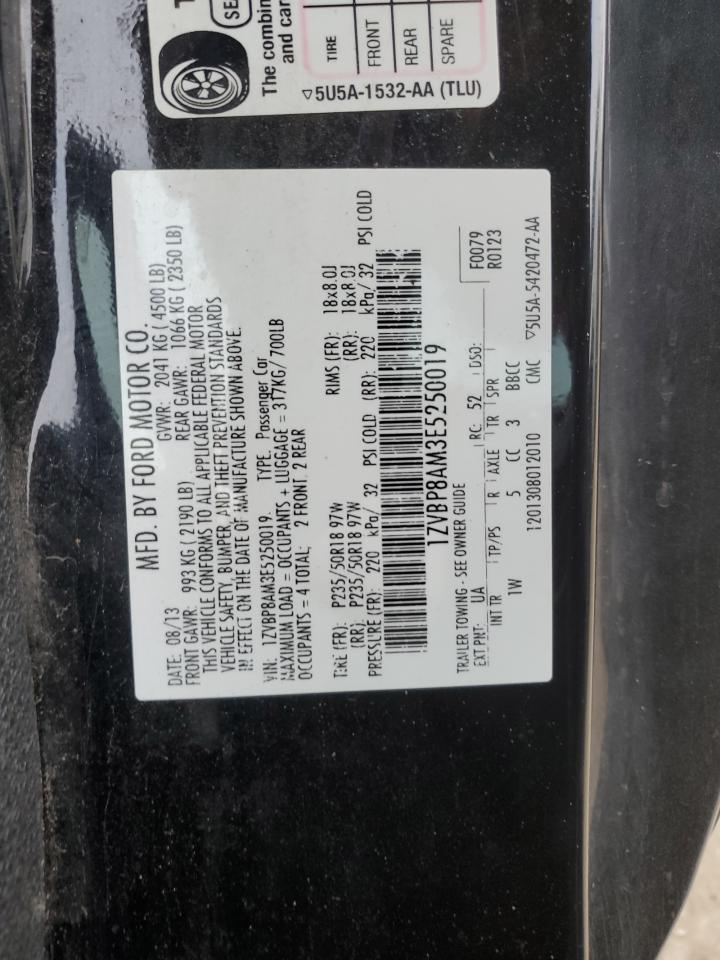 MFD. BY FORD MOTOR CO.
DATE: 08/13 GVWR: 2041 KG ( 4500 LB)
FRONT GAWR: 993 KG ( 2190 LB) REAR GAWR: 1066 KG ( 2350 LB)
THIS VEHICLE CONFORMS TO ALL APPLICABLE FEDERAL MOTOR
VEHICLE SAFETY, BUMPER, AND THEFT PREVENTION STANDARDS
IN EFFECT ON THE DATE OF MANUFACTURE SHOWN ABOVE.
VIN: 1ZVBP8AM3E5250019. TYPE. Passenger Car
MAXIMUM LOAD = OCCUPANTS + LUGGAGE = 317KG/700LB
OCCUPANTS = 4 TOTAL; 2 FRONT 2 REAR
TIRE (FR): P235/50R18 97W RIMS (FR): 18x8.0J
(RR): P235/50R18 97W (RR): 18x8.0J
PRESSURE (FR): 220 kPa/ 32 PSI COLD (RR): 220 kPa/ 32 PSI COLD
1ZVBP8AM3E5250019
TRAILER TOWING - SEE OWNER GUIDE
EXT PNT: UA RC: 52 DSO: F0079
R0123
INT TR TP/PS R AXLE TR SPR
1W 5 CC 3 BBCC
1201308012010 CMC ▽5U5A-5420472-AA
SE
The combin
and car
TIRE
FRONT
REAR
SPARE
▽5U5A-1532-AA (TLU)